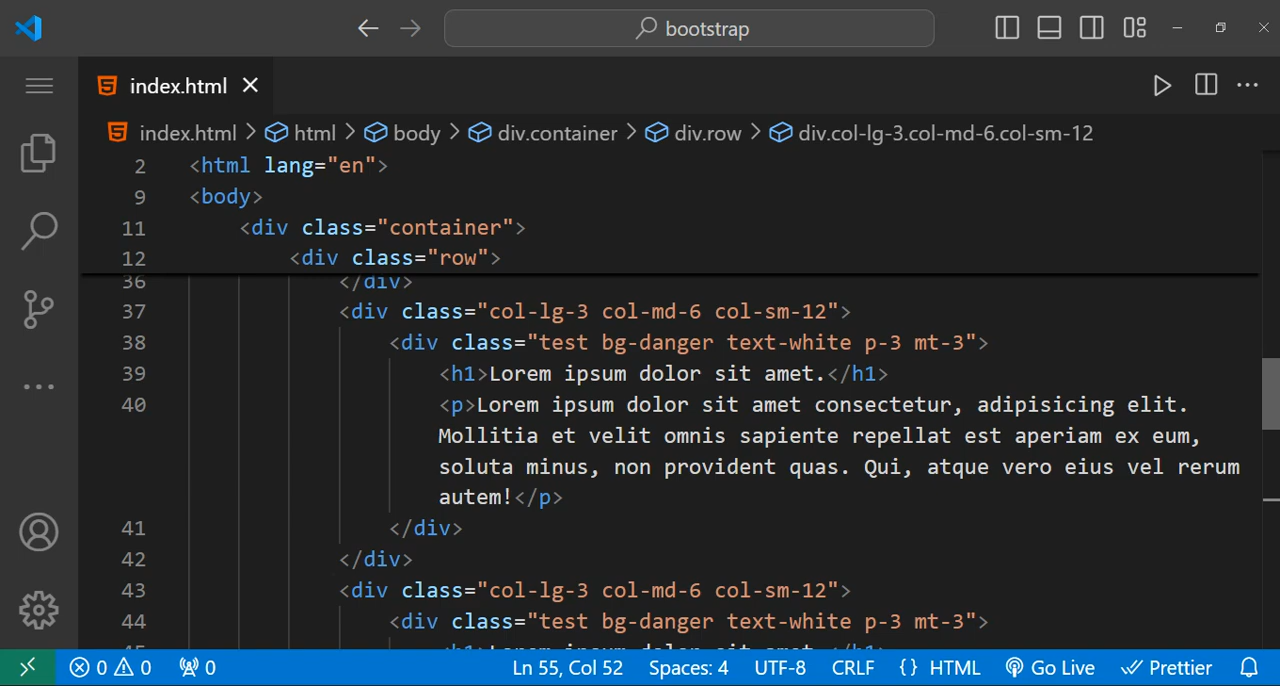 bootstrap
index.html
index.html > html > body > div.container > div.row > div.col-lg-3.col-md-6.col-sm-12
2 <html lang="en">
9 <body>
11 <div class="container">
12 <div class="row">
36 </div>
37 <div class="col-lg-3 col-md-6 col-sm-12">
38 <div class="test bg-danger text-white p-3 mt-3">
39 <h1>Lorem ipsum dolor sit amet.</h1>
40 <p>Lorem ipsum dolor sit amet consectetur, adipisicing elit.
Mollitia et velit omnis sapiente repellat est aperiam ex eum,
soluta minus, non provident quas. Qui, atque vero eius vel rerum
autem!</p>
41 </div>
42 </div>
43 <div class="col-lg-3 col-md-6 col-sm-12">
44 <div class="test bg-danger text-white p-3 mt-3">
0 0 0 Ln 55, Col 52 Spaces: 4 UTF-8 CRLF {} HTML Go Live Prettier